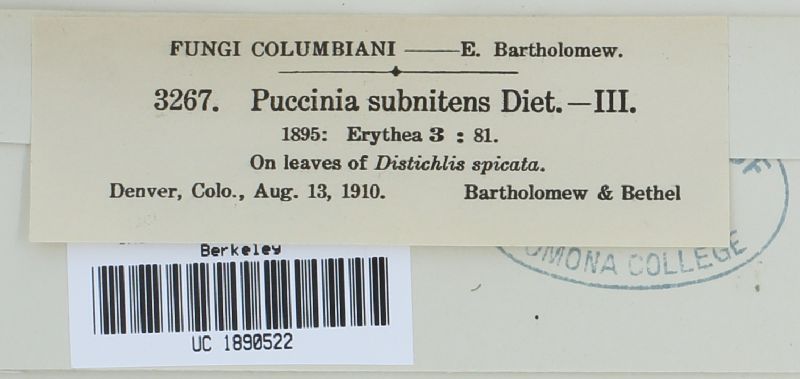 FUNGI COLUMBIANI —— E. Bartholomew.
3267. Puccinia subnitens Diet.—III.
1895: Erythea 3 : 81.
On leaves of Distichlis spicata.
Denver, Colo., Aug. 13, 1910. Bartholomew & Bethel
Berkeley
UC 1890522
COLLEGE